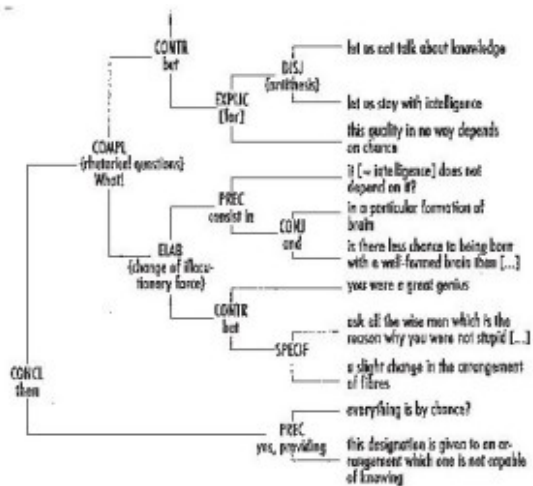 CONTR
but
let us not talk about knowledge
DISJ
(antithesis)
EXPLIC
[for]
let us stay with intelligence
this quality in no way depends
on chance
COMPL
(rhetorical questions)
What!
it [= intelligence] does not
depend on it?
PREC
consist in
in a particular formation of
brain
CONJ
and
is there less chance to being born
with a well-formed brain than [...]
ELAB
(change of illocu-
tionary force)
you were a great genius
CONTR
but
ask all the wise men which is the
reason why you were not stupid [...]
SPECIF
a slight change in the arrangement
of fibres
CONCL
then
everything is by chance?
PREC
yes, providing
this designation is given to an ar-
rangement which one is not capable
of knowing